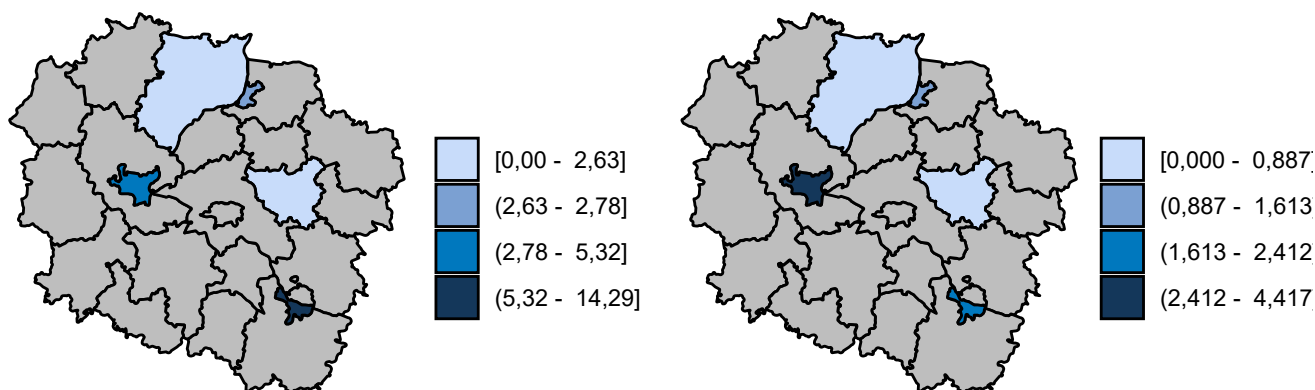 [0,00 - 2,63]
(2,63 - 2,78]
(2,78 - 5,32]
(5,32 - 14,29]
[0,000 - 0,887]
(0,887 - 1,613]
(1,613 - 2,412]
(2,412 - 4,417]